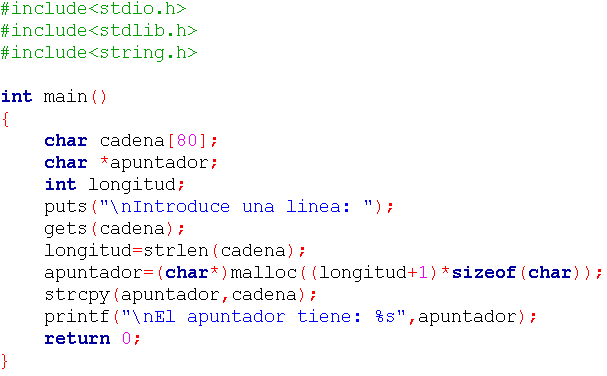 #include<stdio.h>
#include<stdlib.h>
#include<string.h>
int main()
{
char cadena[80];
char *apuntador;
int longitud;
puts("\nIntroduce una linea: ");
gets(cadena);
longitud=strlen(cadena);
apuntador=(char*)malloc((longitud+1)*sizeof(char));
strcpy(apuntador,cadena);
printf("\nEl apuntador tiene: %s",apuntador);
return 0;
}